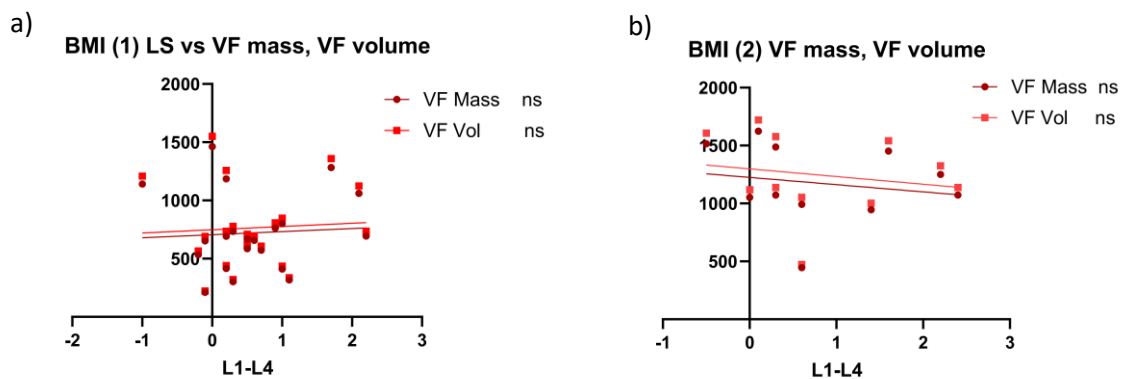 a)
BMI (1) LS vs VF mass, VF volume
2000
1500
1000
500
-2 -1 0 1 2 3
L1-L4
VF Mass ns
VF Vol ns
b)
BMI (2) VF mass, VF volume
2000
1500
1000
500
-1 0 1 2 3
L1-L4
VF Mass ns
VF Vol ns